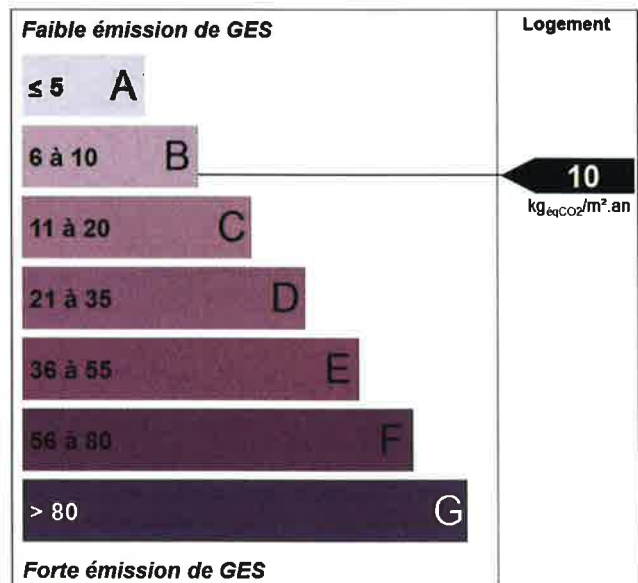 Faible émission de GES
Logement
≤ 5 A
6 à 10 B
10
kgéqCO2/m².an
11 à 20 C
21 à 35 D
36 à 55 E
56 à 80 F
> 80 G
Forte émission de GES